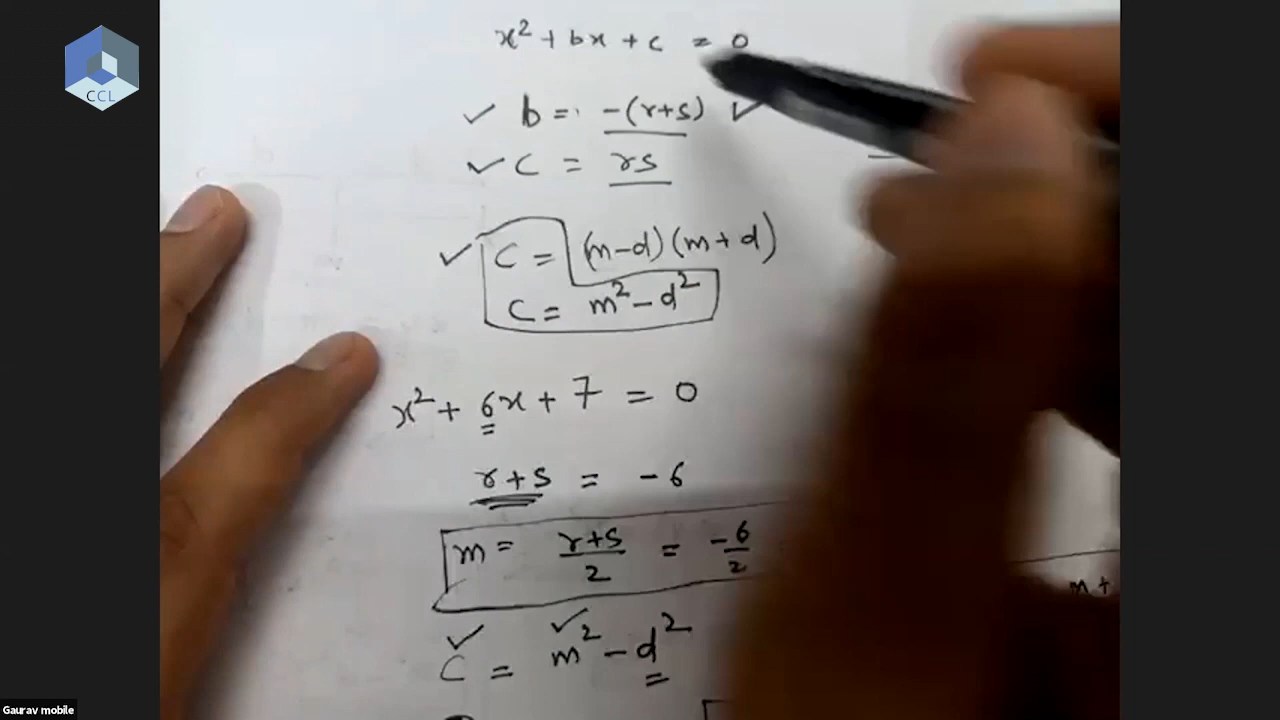 CCL
x² + bx + c = 0
✓ b = -(r+s) ✓
✓ c = rs
✓ c = (m-d)(m+d)
c = m² - d²
x² + 6x + 7 = 0
r+s = -6
m = r+s/2 = -6/2
m +
c = m² - d²
Gaurav mobile